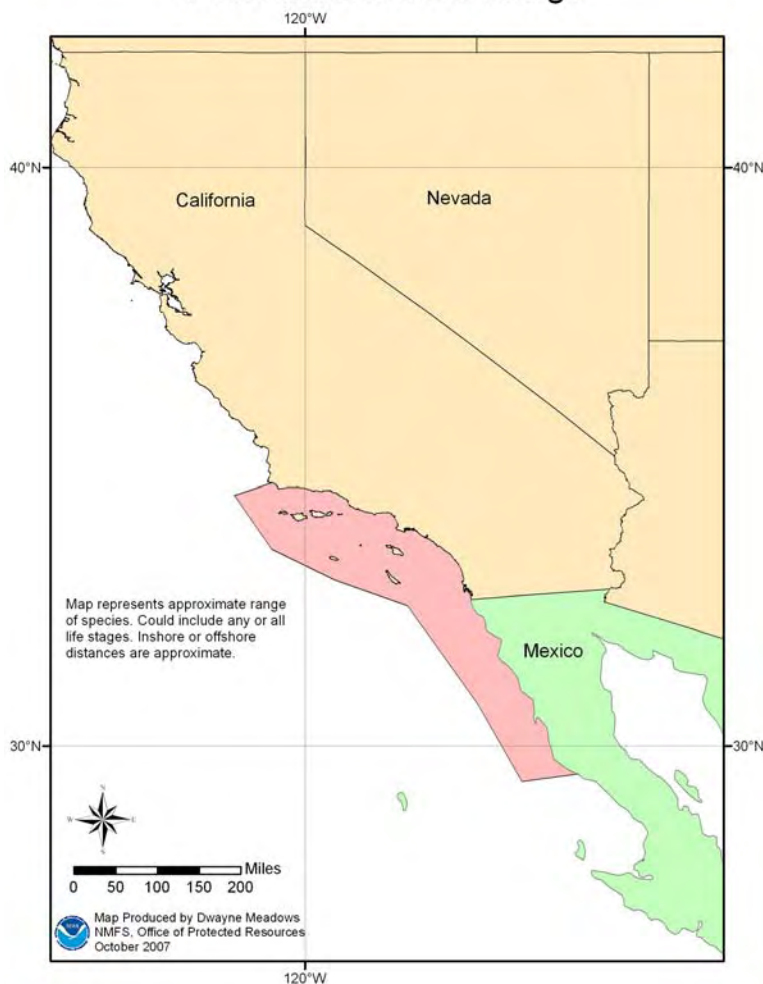 120°W
40°N
40°N
California
Nevada
Map represents approximate range
of species. Could include any or all
life stages. Inshore or offshore
distances are approximate.
Mexico
30°N
30°N
N
W
E
S
Miles
0 50 100 150 200
Map Produced by Dwayne Meadows
NMFS, Office of Protected Resources
October 2007
120°W